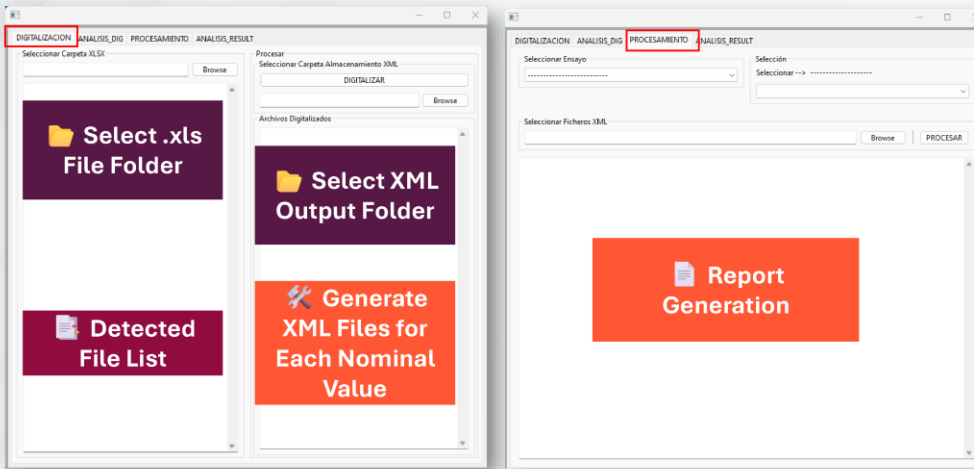 DIGITALIZACION ANALISIS_DIG PROCESAMIENTO ANALISIS_RESULT
Seleccionar Carpeta XLSX
Browse
📁 Select .xls
File Folder
📑 Detected
File List
Procesar
Seleccionar Carpeta Almacenamiento XML
DIGITALIZAR
Browse
Archivos Digitalizados
📁 Select XML
Output Folder
🛠 Generate
XML Files for
Each Nominal
Value
DIGITALIZACION ANALISIS_DIG PROCESAMIENTO ANALISIS_RESULT
Seleccionar Ensayo
--------------------------
Selección
Seleccionar --> --------------------
Seleccionar Ficheros XML
Browse PROCESAR
📄 Report
Generation